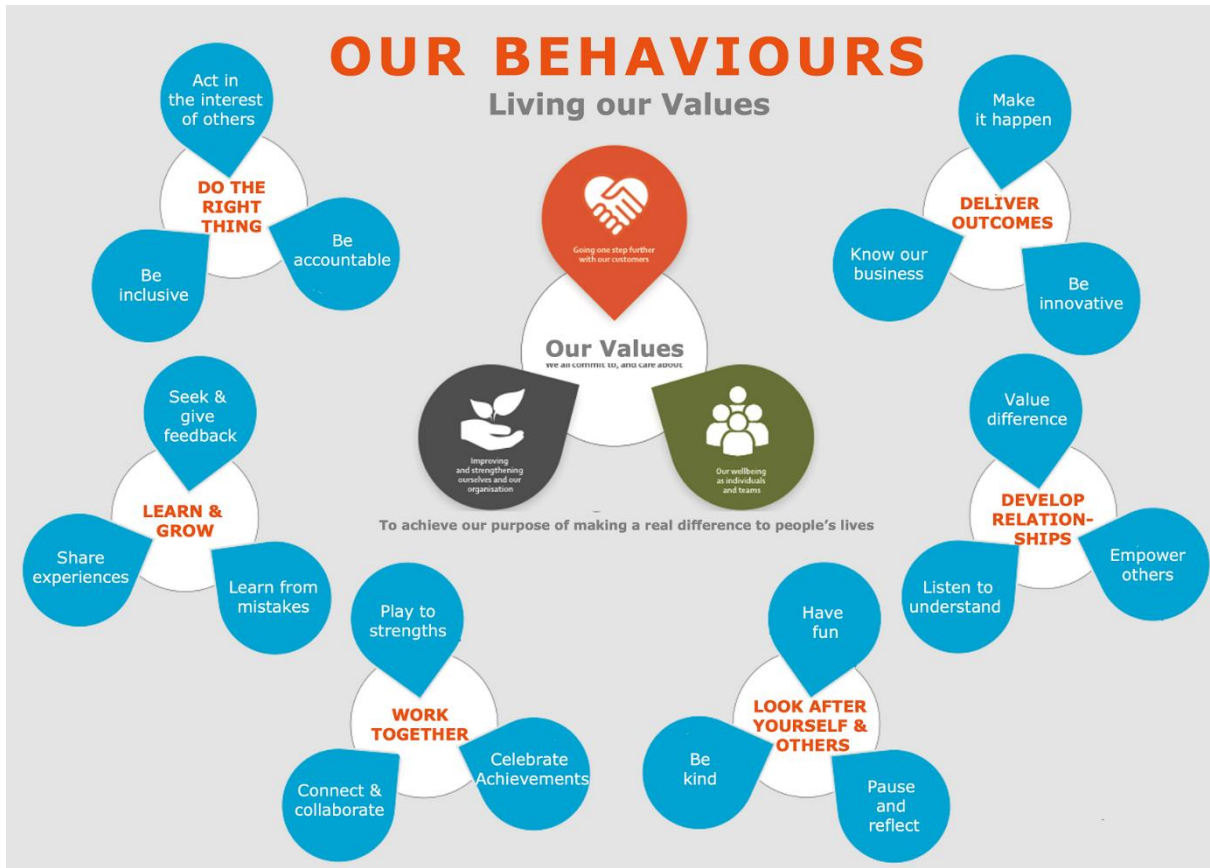 OUR BEHAVIOURS
Living our Values
Act in
the interest
of others
DO THE
RIGHT
THING
Be
inclusive
Be
accountable
Make
it happen
DELIVER
OUTCOMES
Know our
business
Be
innovative
Going one step further
with our customers
Our Values
We all commit to, and care about
Improving
and strengthening
ourselves and our
organisation
Our wellbeing
as individuals
and teams
To achieve our purpose of making a real difference to people’s lives
Seek &
give
feedback
LEARN &
GROW
Share
experiences
Learn from
mistakes
Value
difference
DEVELOP
RELATION-
SHIPS
Listen to
understand
Empower
others
Play to
strengths
WORK
TOGETHER
Connect &
collaborate
Celebrate
Achievements
Have
fun
LOOK AFTER
YOURSELF &
OTHERS
Be
kind
Pause
and
reflect